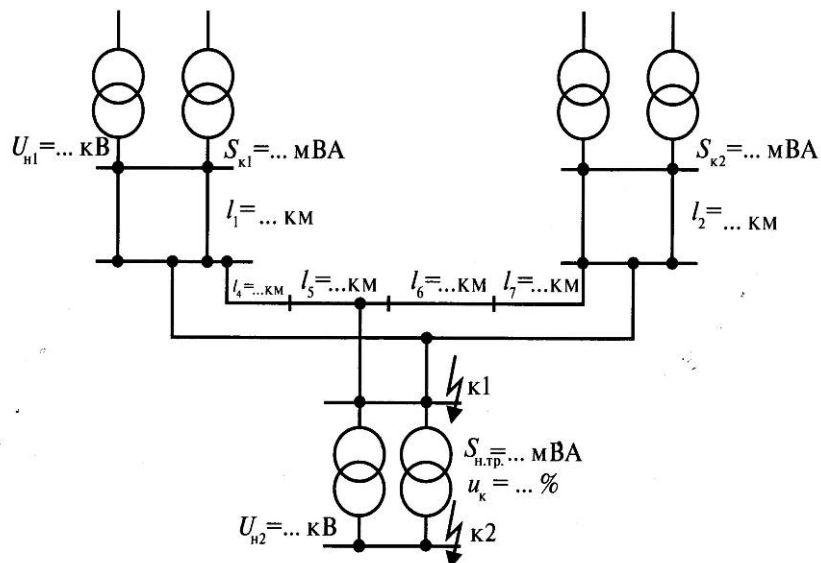 Uн1=... кВ
Sк1=... мВА
Sк2=... мВА
l1=... км
l2=... км
l4=...км
l5=...км
l6=...км
l7=...км
к1
Sн.тр.=... мВА
uк = ... %
Uн2=... кВ
к2